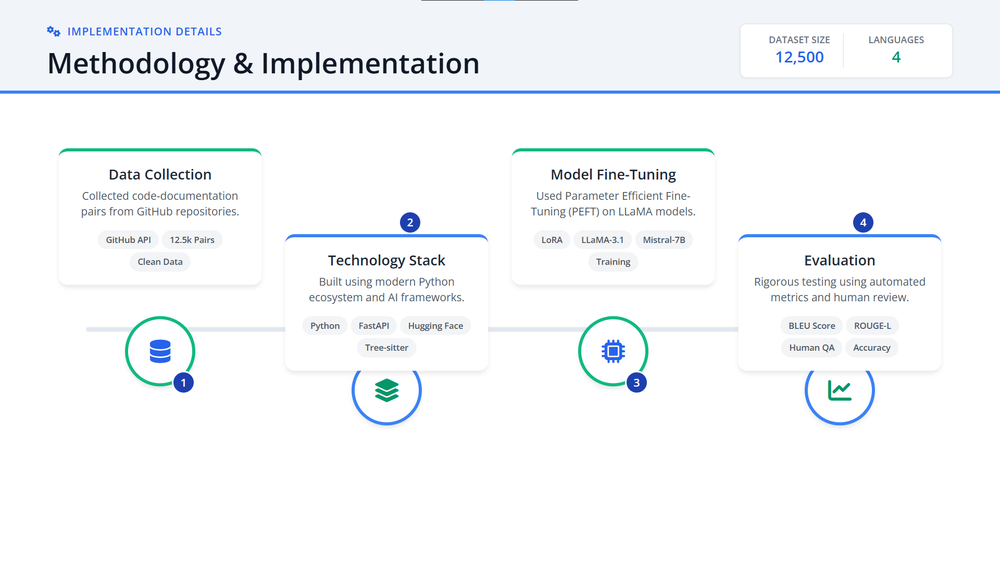 IMPLEMENTATION DETAILS
Methodology & Implementation
DATASET SIZE
12,500
LANGUAGES
4
Data Collection
Collected code-documentation
pairs from GitHub repositories.
GitHub API
12.5k Pairs
Clean Data
1
2
Technology Stack
Built using modern Python
ecosystem and AI frameworks.
Python
FastAPI
Hugging Face
Tree-sitter
Model Fine-Tuning
Used Parameter Efficient Fine-
Tuning (PEFT) on LLaMA models.
LoRA
LLaMA-3.1
Mistral-7B
Training
3
4
Evaluation
Rigorous testing using automated
metrics and human review.
BLEU Score
ROUGE-L
Human QA
Accuracy